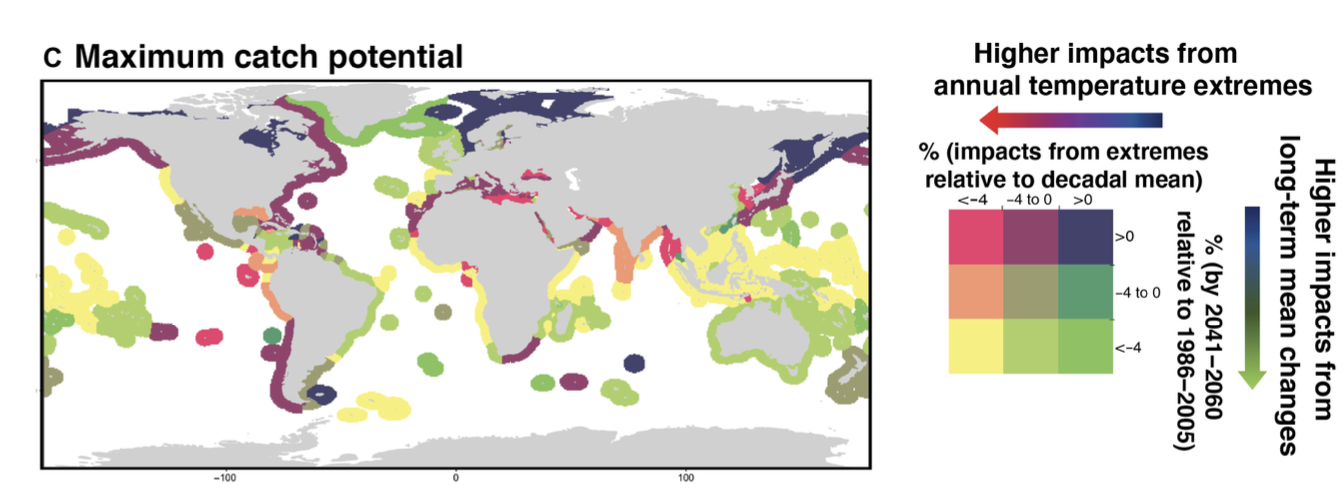 C Maximum catch potential
−100
0
100
Higher impacts from
annual temperature extremes
% (impacts from extremes
relative to decadal mean)
<−4
−4 to 0
>0
>0
−4 to 0
<−4
% (by 2041−2060
relative to 1986−2005)
Higher impacts from
long-term mean changes